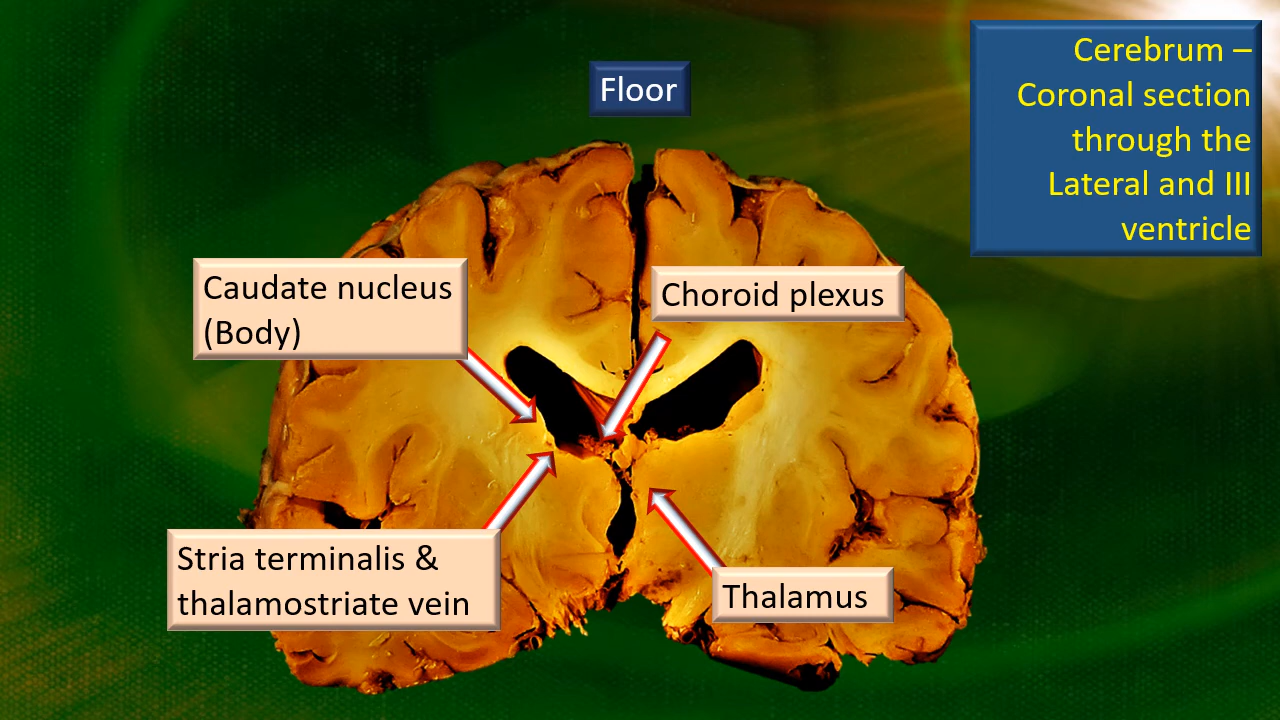 Floor
Cerebrum –
Coronal section
through the
Lateral and III
ventricle
Caudate nucleus
(Body)
Choroid plexus
Stria terminalis &
thalamostriate vein
Thalamus